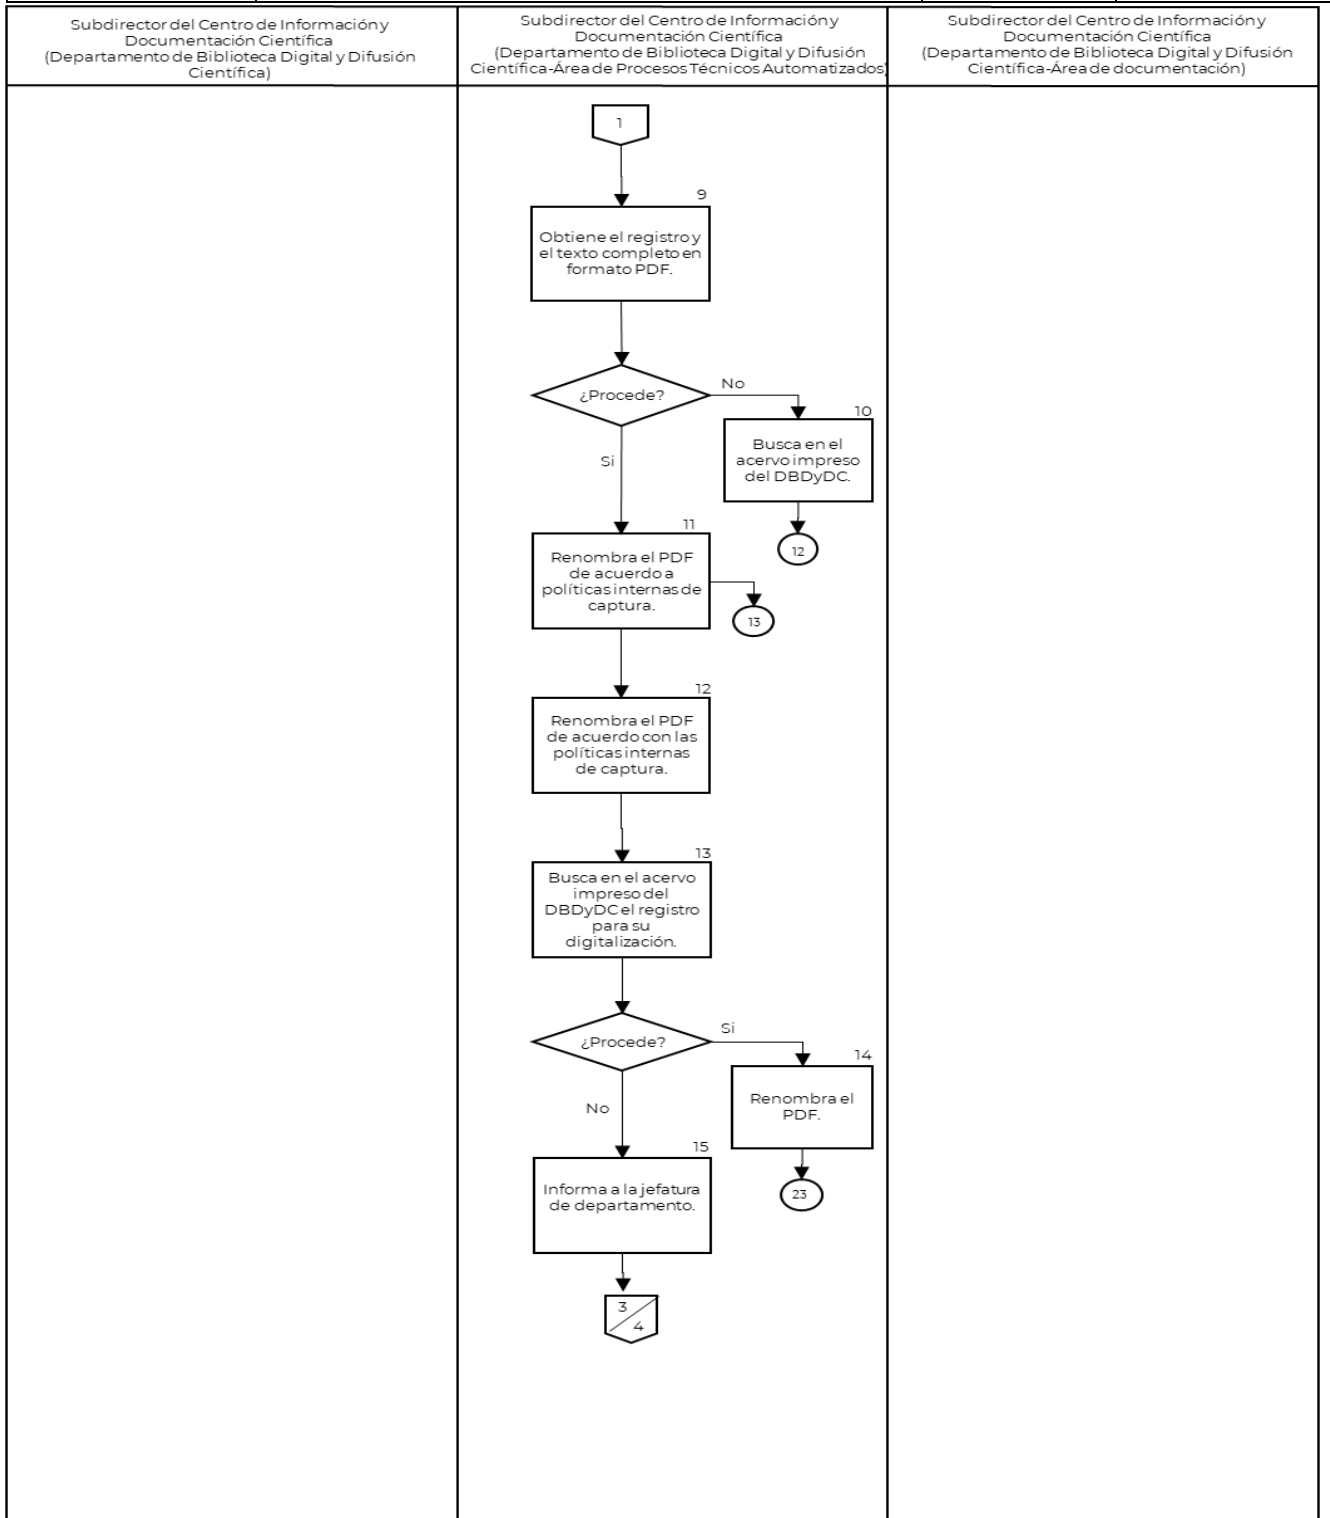 Subdirector del Centro de Información y
Documentación Científica
(Departamento de Biblioteca Digital y Difusión
Científica)
Subdirector del Centro de Información y
Documentación Científica
(Departamento de Biblioteca Digital y Difusión
Científica-Área de Procesos Técnicos Automatizados)
Subdirector del Centro de Información y
Documentación Científica
(Departamento de Biblioteca Digital y Difusión
Científica-Área de documentación)
1
9
Obtiene el registro y
el texto completo en
formato PDF.
¿Procede?
No
10
Busca en el
acervo impreso
del DBDyDC.
12
Si
11
Renombra el PDF
de acuerdo a
políticas internas de
captura.
13
12
Renombra el PDF
de acuerdo con las
políticas internas
de captura.
13
Busca en el acervo
impreso del
DBDyDC el registro
para su
digitalización.
¿Procede?
Si
14
Renombra el
PDF.
23
No
15
Informa a la jefatura
de departamento.
3
4